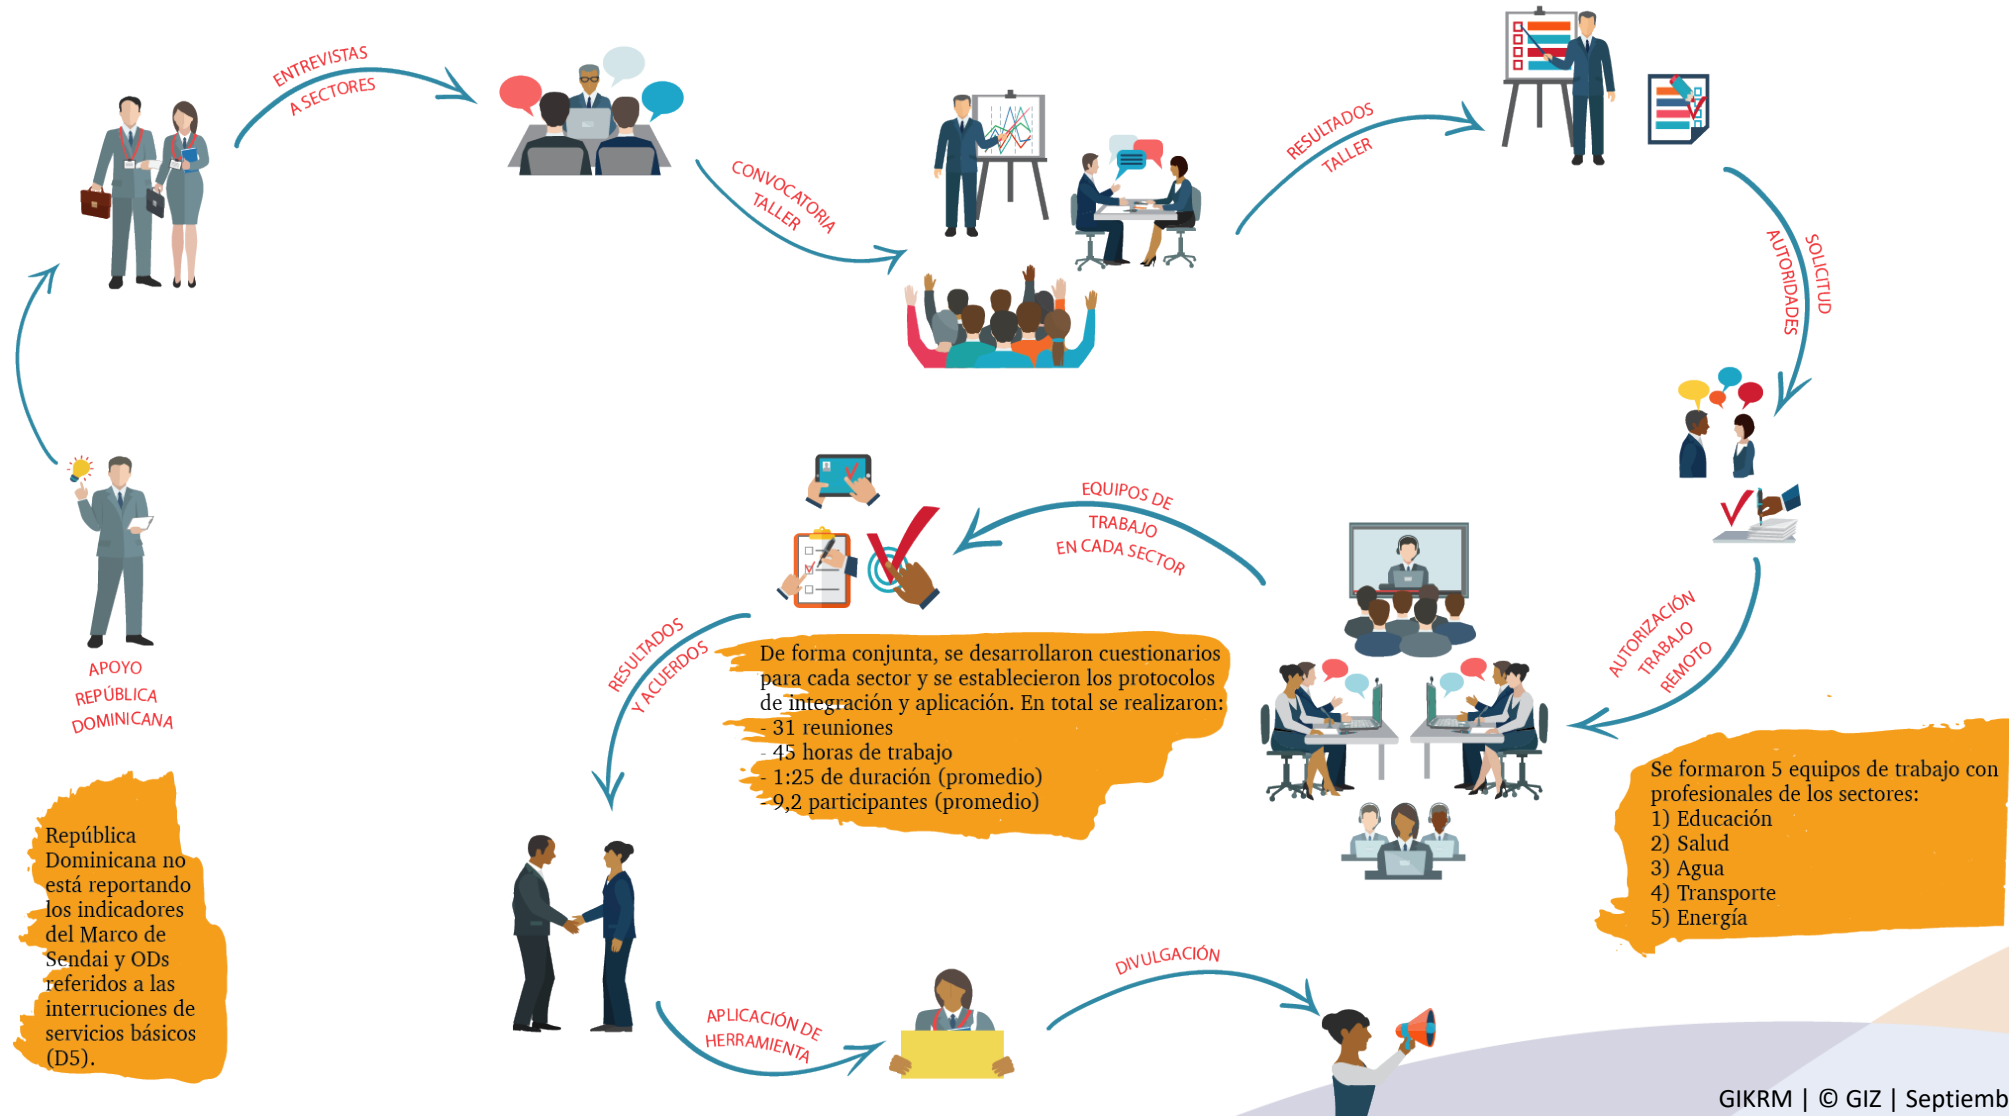 ENTREVISTAS
A SECTORES
CONVOCATORIA
TALLER
RESULTADOS
TALLER
SOLICITUD
AUTORIDADES
AUTORIZACIÓN
TRABAJO
REMOTO
EQUIPOS DE
TRABAJO
EN CADA SECTOR
RESULTADOS
Y ACUERDOS
APOYO
REPÚBLICA
DOMINICANA
De forma conjunta, se desarrollaron cuestionarios
para cada sector y se establecieron los protocolos
de integración y aplicación. En total se realizaron:
- 31 reuniones
- 45 horas de trabajo
- 1:25 de duración (promedio)
- 9,2 participantes (promedio)
Se formaron 5 equipos de trabajo con
profesionales de los sectores:
1) Educación
2) Salud
3) Agua
4) Transporte
5) Energía
República
Dominicana no
está reportando
los indicadores
del Marco de
Sendai y ODs
referidos a las
interruciones de
servicios básicos
(D5).
APLICACIÓN DE
HERRAMIENTA
DIVULGACIÓN
GIKRM | © GIZ | Septiemb